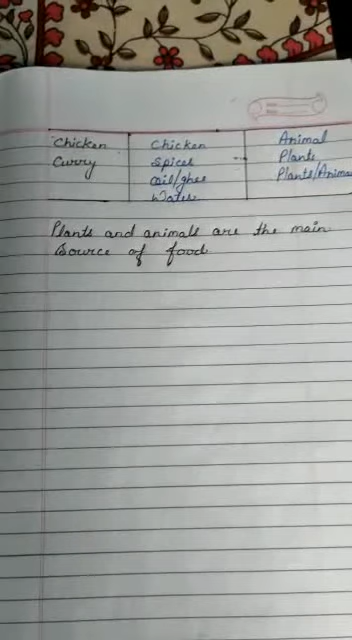 Chicken Chicken Animal
Curry Spices Plants
Oil/ghee Plants/Animal
Water
Plants and animals are the main
Source of food